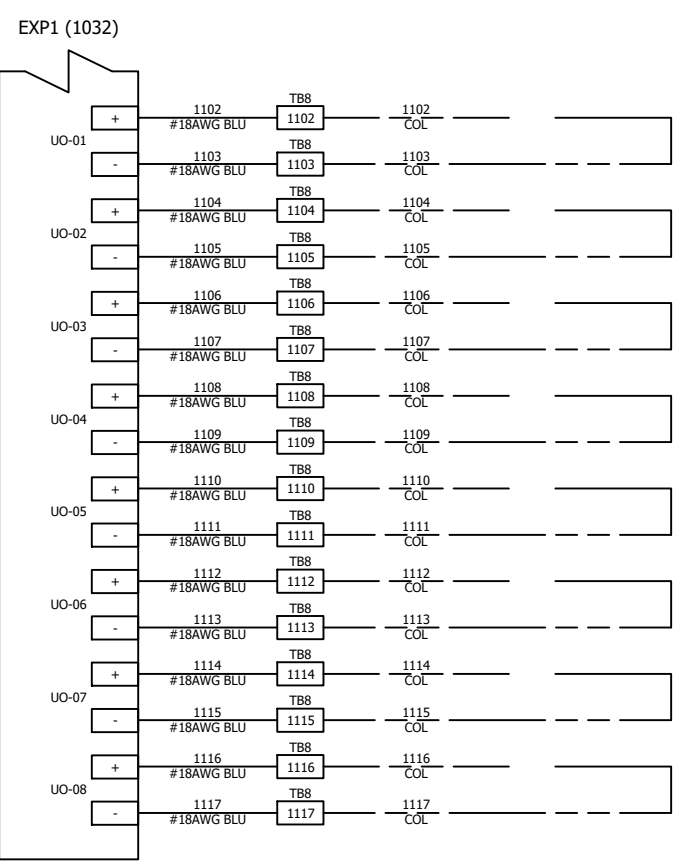 EXP1 (1032)
TB8
+ 1102 1102 1102
#18AWG BLU COL
UO-01 TB8
- 1103 1103 1103
#18AWG BLU COL
TB8
+ 1104 1104 1104
#18AWG BLU COL
UO-02 TB8
- 1105 1105 1105
#18AWG BLU COL
TB8
+ 1106 1106 1106
#18AWG BLU COL
UO-03 TB8
- 1107 1107 1107
#18AWG BLU COL
TB8
+ 1108 1108 1108
#18AWG BLU COL
UO-04 TB8
- 1109 1109 1109
#18AWG BLU COL
TB8
+ 1110 1110 1110
#18AWG BLU COL
UO-05 TB8
- 1111 1111 1111
#18AWG BLU COL
TB8
+ 1112 1112 1112
#18AWG BLU COL
UO-06 TB8
- 1113 1113 1113
#18AWG BLU COL
TB8
+ 1114 1114 1114
#18AWG BLU COL
UO-07 TB8
- 1115 1115 1115
#18AWG BLU COL
TB8
+ 1116 1116 1116
#18AWG BLU COL
UO-08 TB8
- 1117 1117 1117
#18AWG BLU COL